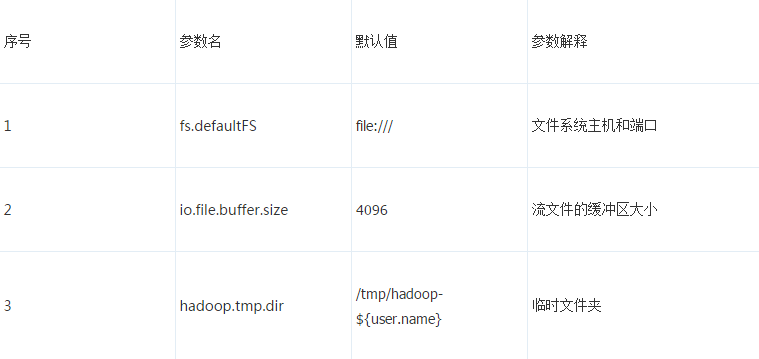 序号 参数名 默认值 参数解释
1 fs.defaultFS file:/// 文件系统主机和端口
2 io.file.buffer.size 4096 流文件的缓冲区大小
3 hadoop.tmp.dir /tmp/hadoop-
${user.name} 临时文件夹